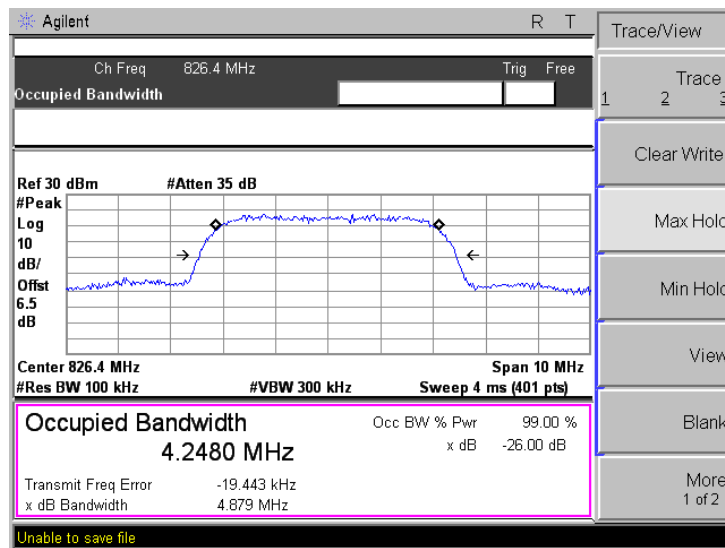 Agilent R T
Trace/View
Ch Freq 826.4 MHz Trig Free
Occupied Bandwidth
Trace
1 2 3
Clear Write
Max Hold
Min Hold
View
Blank
More
1 of 2
Ref 30 dBm #Atten 35 dB
#Peak
Log
10
dB/
Offst
6.5
dB
Center 826.4 MHz Span 10 MHz
#Res BW 100 kHz #VBW 300 kHz Sweep 4 ms (401 pts)
Occupied Bandwidth Occ BW % Pwr 99.00 %
4.2480 MHz x dB -26.00 dB
Transmit Freq Error -19.443 kHz
x dB Bandwidth 4.879 MHz
Unable to save file